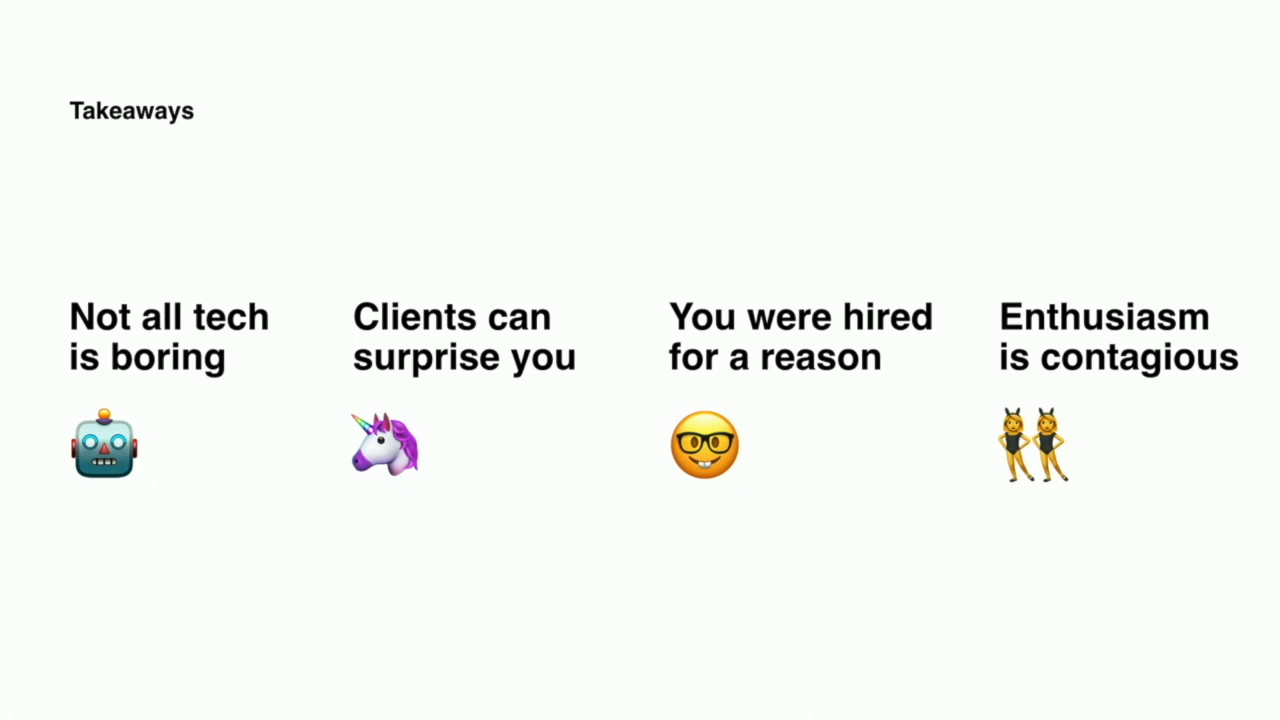 Takeaways
Not all tech
is boring
Clients can
surprise you
You were hired
for a reason
Enthusiasm
is contagious